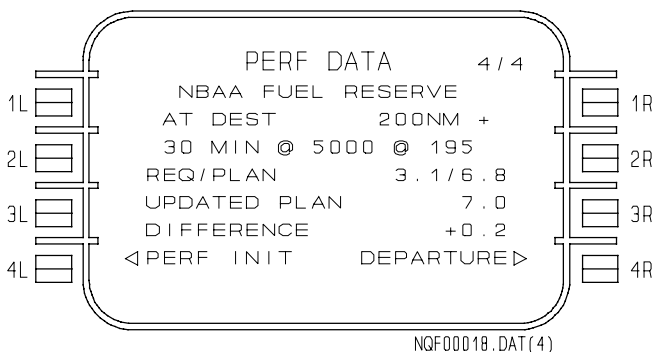 PERF DATA 4/4
1L NBAA FUEL RESERVE 1R
AT DEST 200NM +
2L 30 MIN @ 5000 @ 195 2R
REQ/PLAN 3.1/6.8
3L UPDATED PLAN 7.0 3R
DIFFERENCE +0.2
4L ◁PERF INIT DEPARTURE▷ 4R
NQF00018.DAT(4)